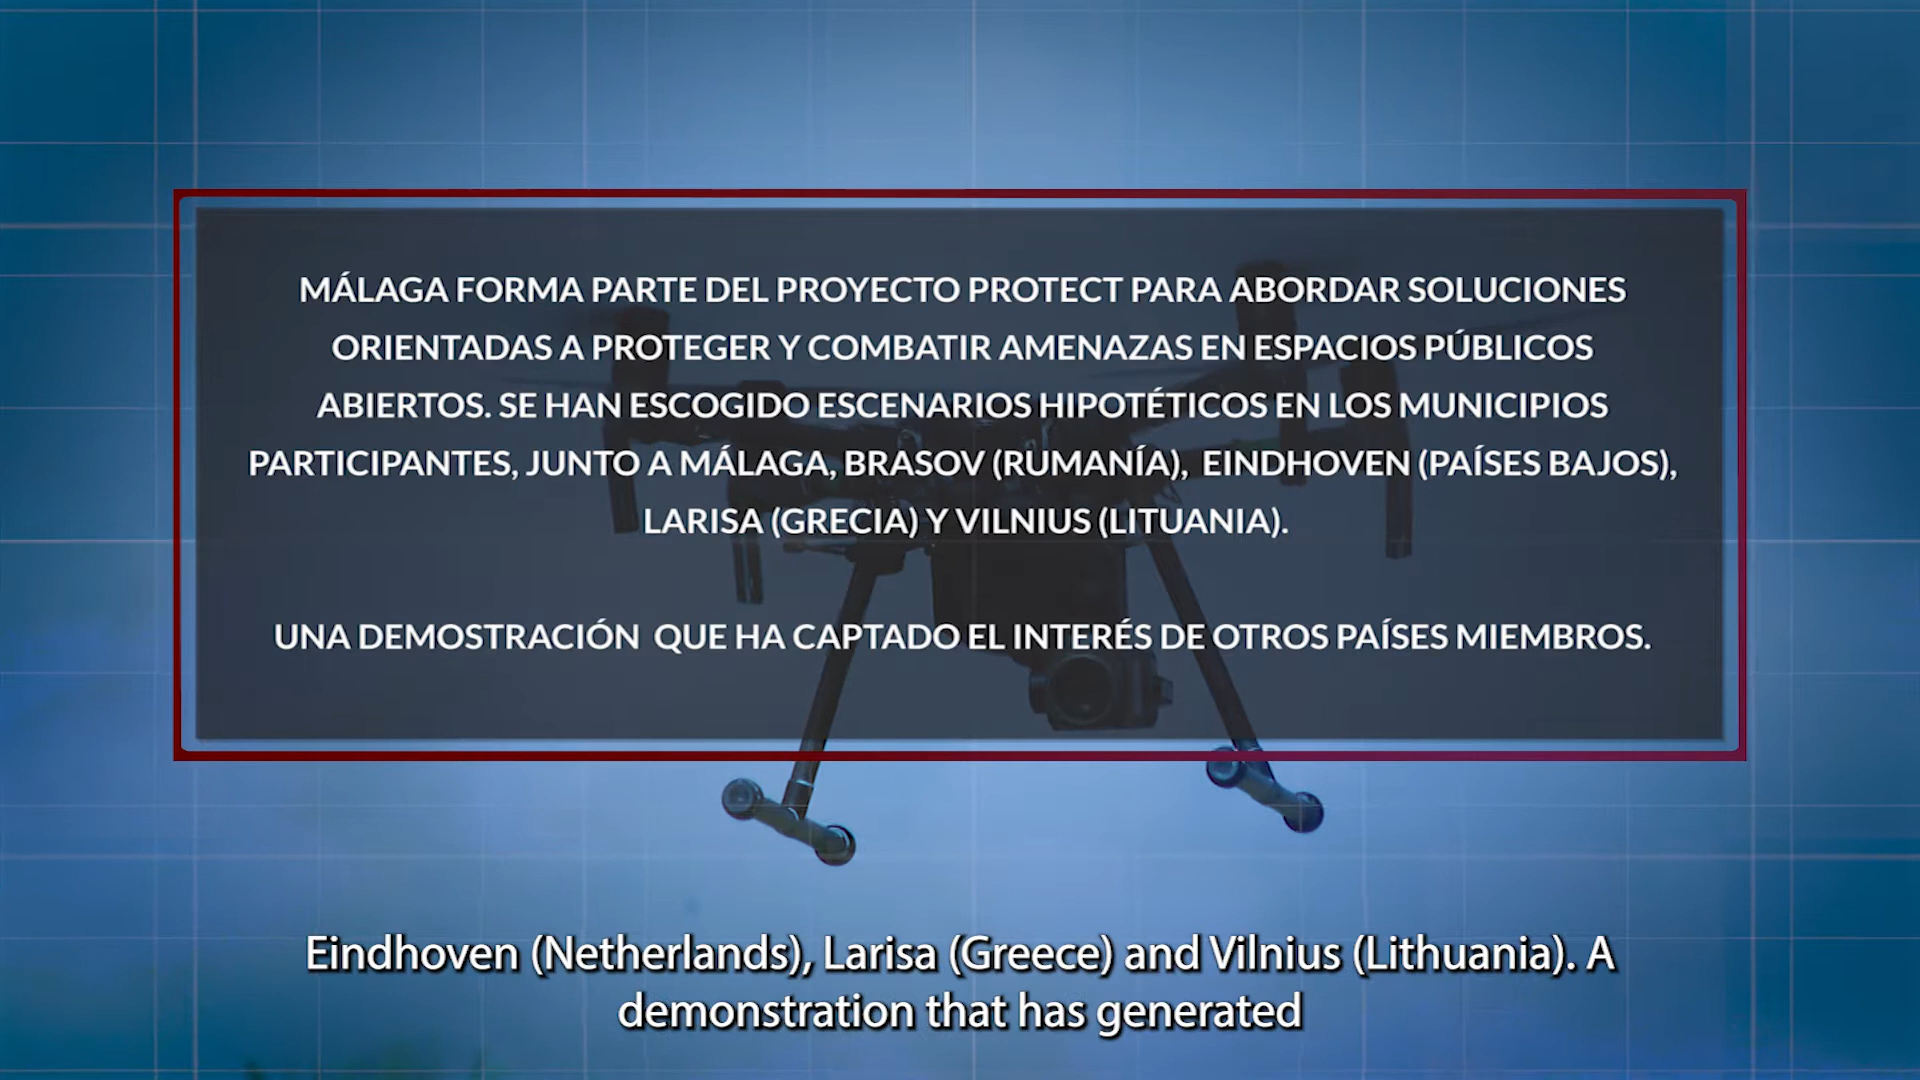 MÁLAGA FORMA PARTE DEL PROYECTO PROTECT PARA ABORDAR SOLUCIONES
ORIENTADAS A PROTEGER Y COMBATIR AMENAZAS EN ESPACIOS PÚBLICOS
ABIERTOS. SE HAN ESCOGIDO ESCENARIOS HIPOTÉTICOS EN LOS MUNICIPIOS
PARTICIPANTES, JUNTO A MÁLAGA, BRASOV (RUMANÍA), EINDHOVEN (PAÍSES BAJOS),
LARISA (GRECIA) Y VILNIUS (LITUANIA).
UNA DEMOSTRACIÓN QUE HA CAPTADO EL INTERÉS DE OTROS PAÍSES MIEMBROS.
Eindhoven (Netherlands), Larisa (Greece) and Vilnius (Lithuania). A
demonstration that has generated